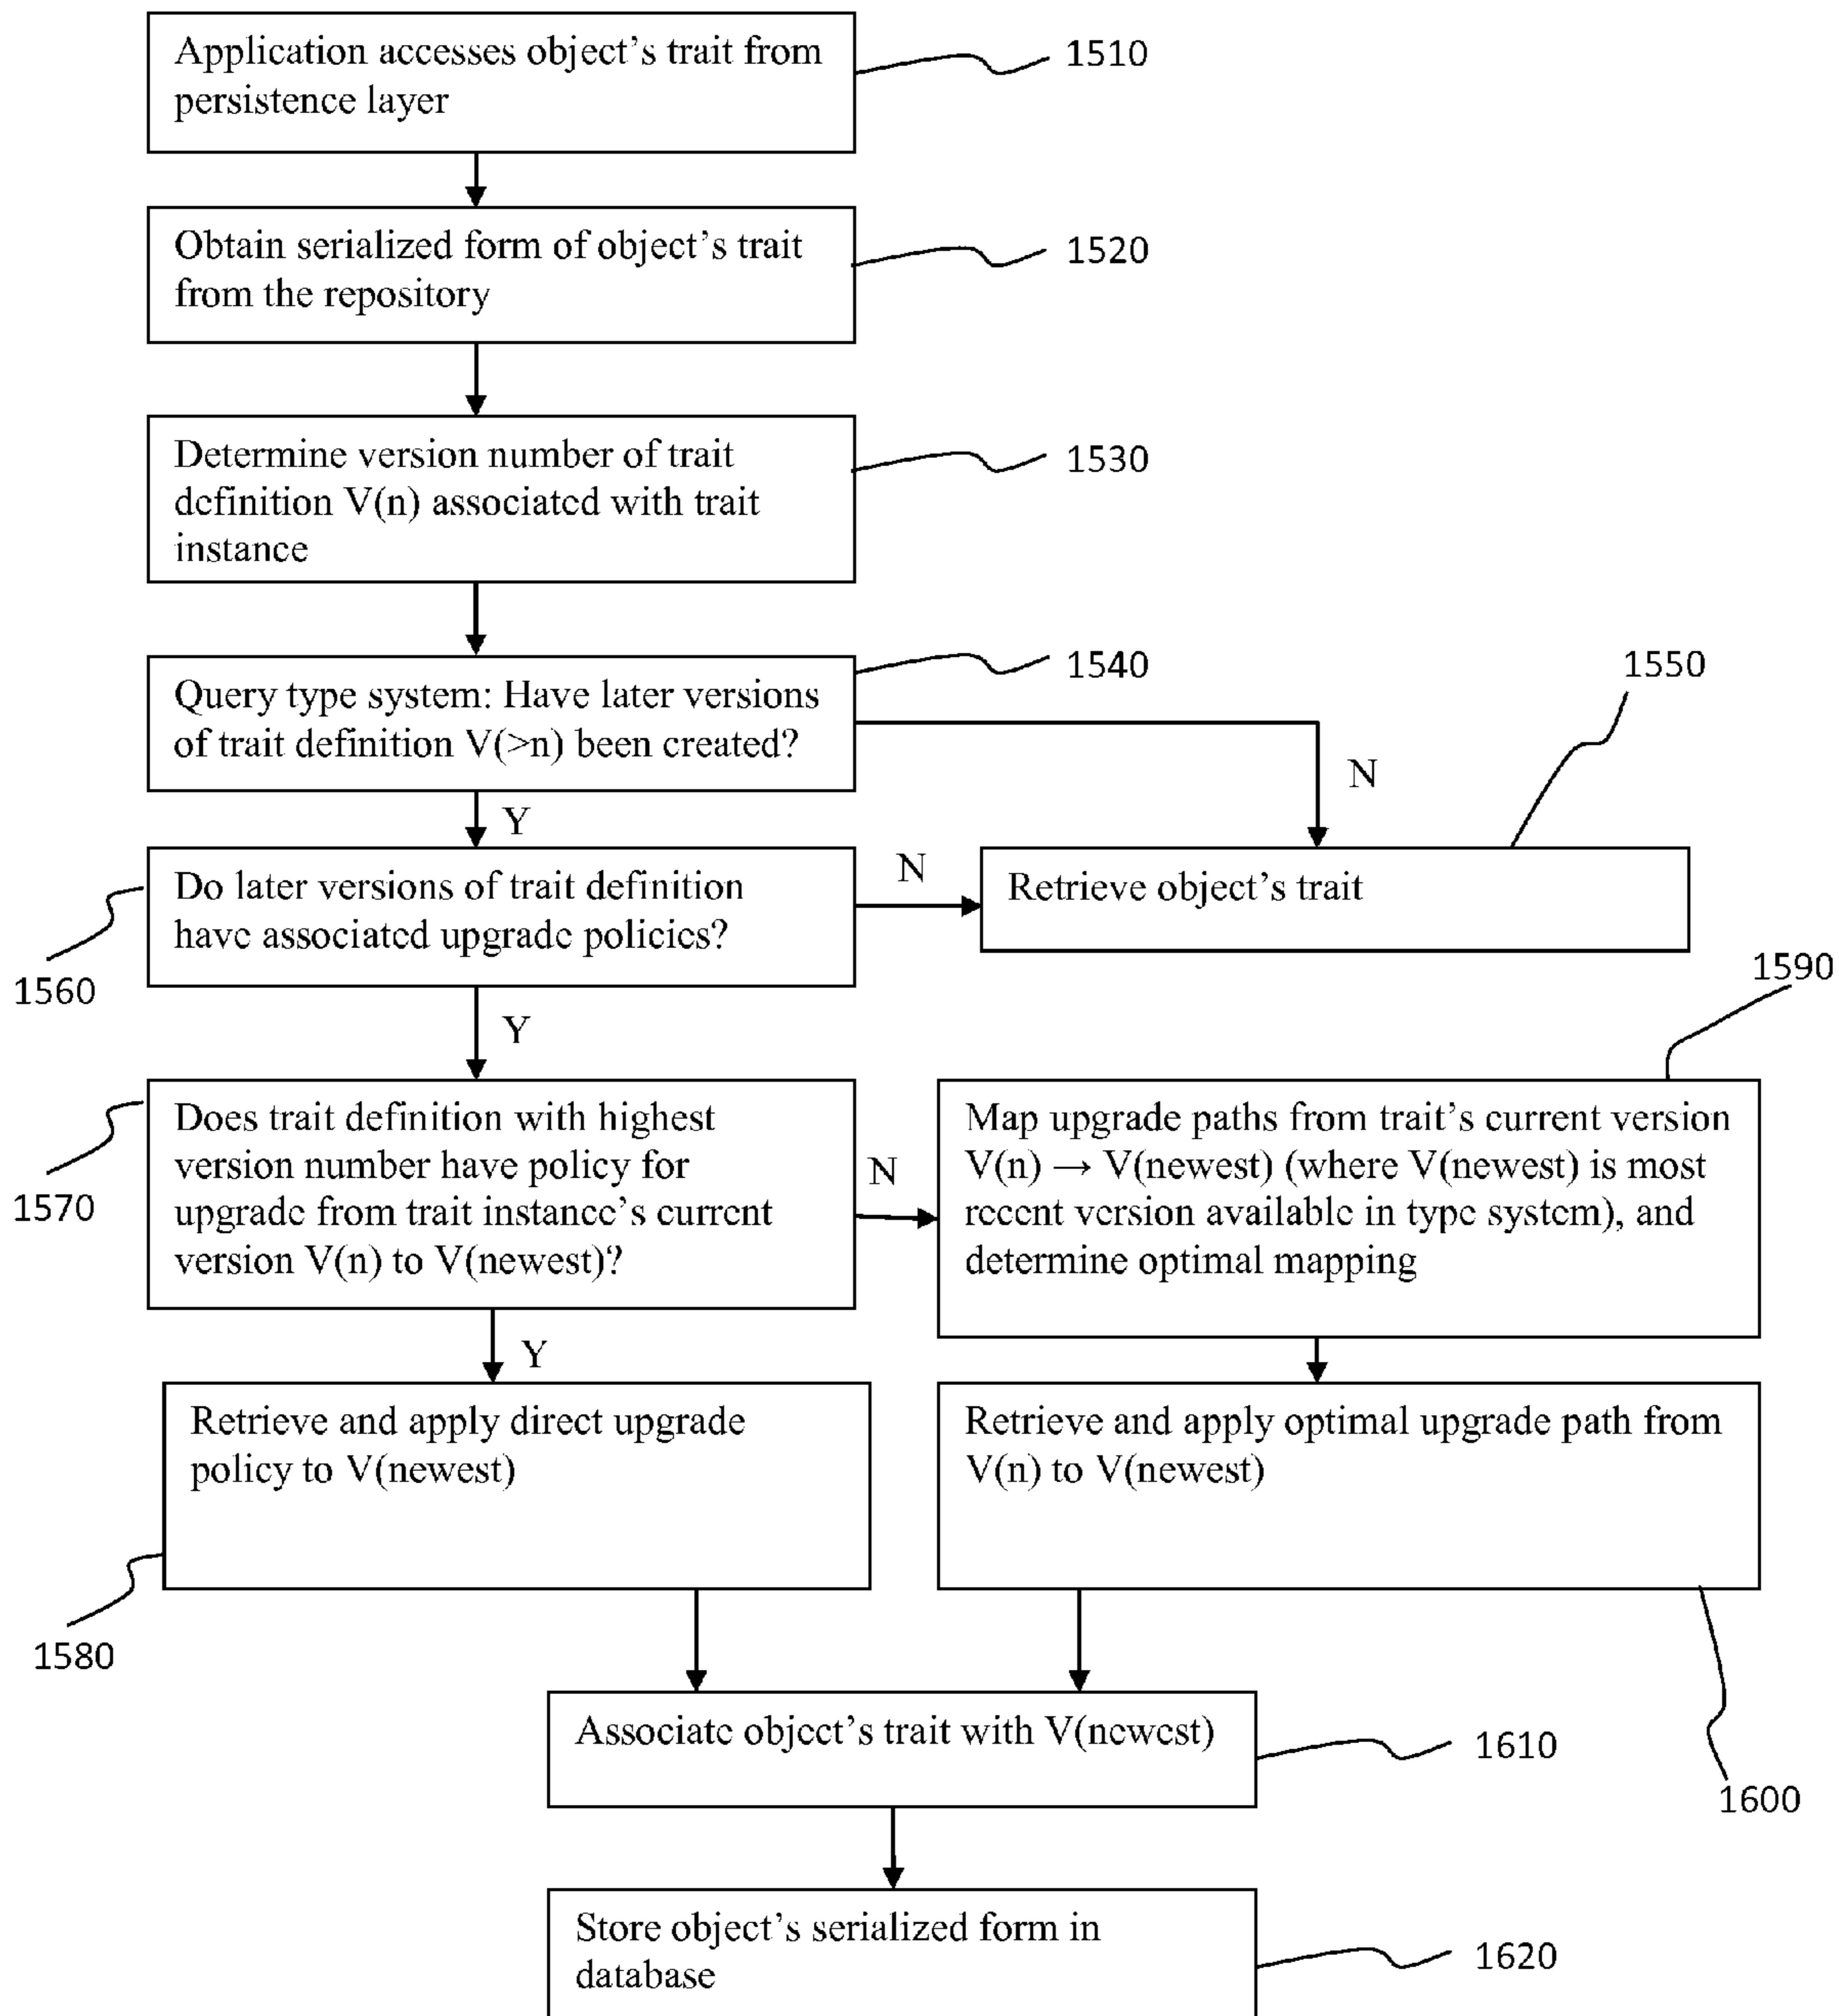 Application accesses object's trait from
persistence layer
1510
Obtain serialized form of object's trait
from the repository
1520
Determine version number of trait
definition V(n) associated with trait
instance
1530
Query type system: Have later versions
of trait definition V(>n) been created?
1540
1550
N
Y
Do later versions of trait definition
have associated upgrade policies?
N
Retrieve object's trait
1560
1590
Y
Does trait definition with highest
version number have policy for
upgrade from trait instance's current
version V(n) to V(newest)?
1570
N
Map upgrade paths from trait's current version
V(n) → V(newest) (where V(newest) is most
recent version available in type system), and
determine optimal mapping
Y
Retrieve and apply direct upgrade
policy to V(newest)
Retrieve and apply optimal upgrade path from
V(n) to V(newest)
1580
Associate object's trait with V(newest)
1610
1600
Store object's serialized form in
database
1620